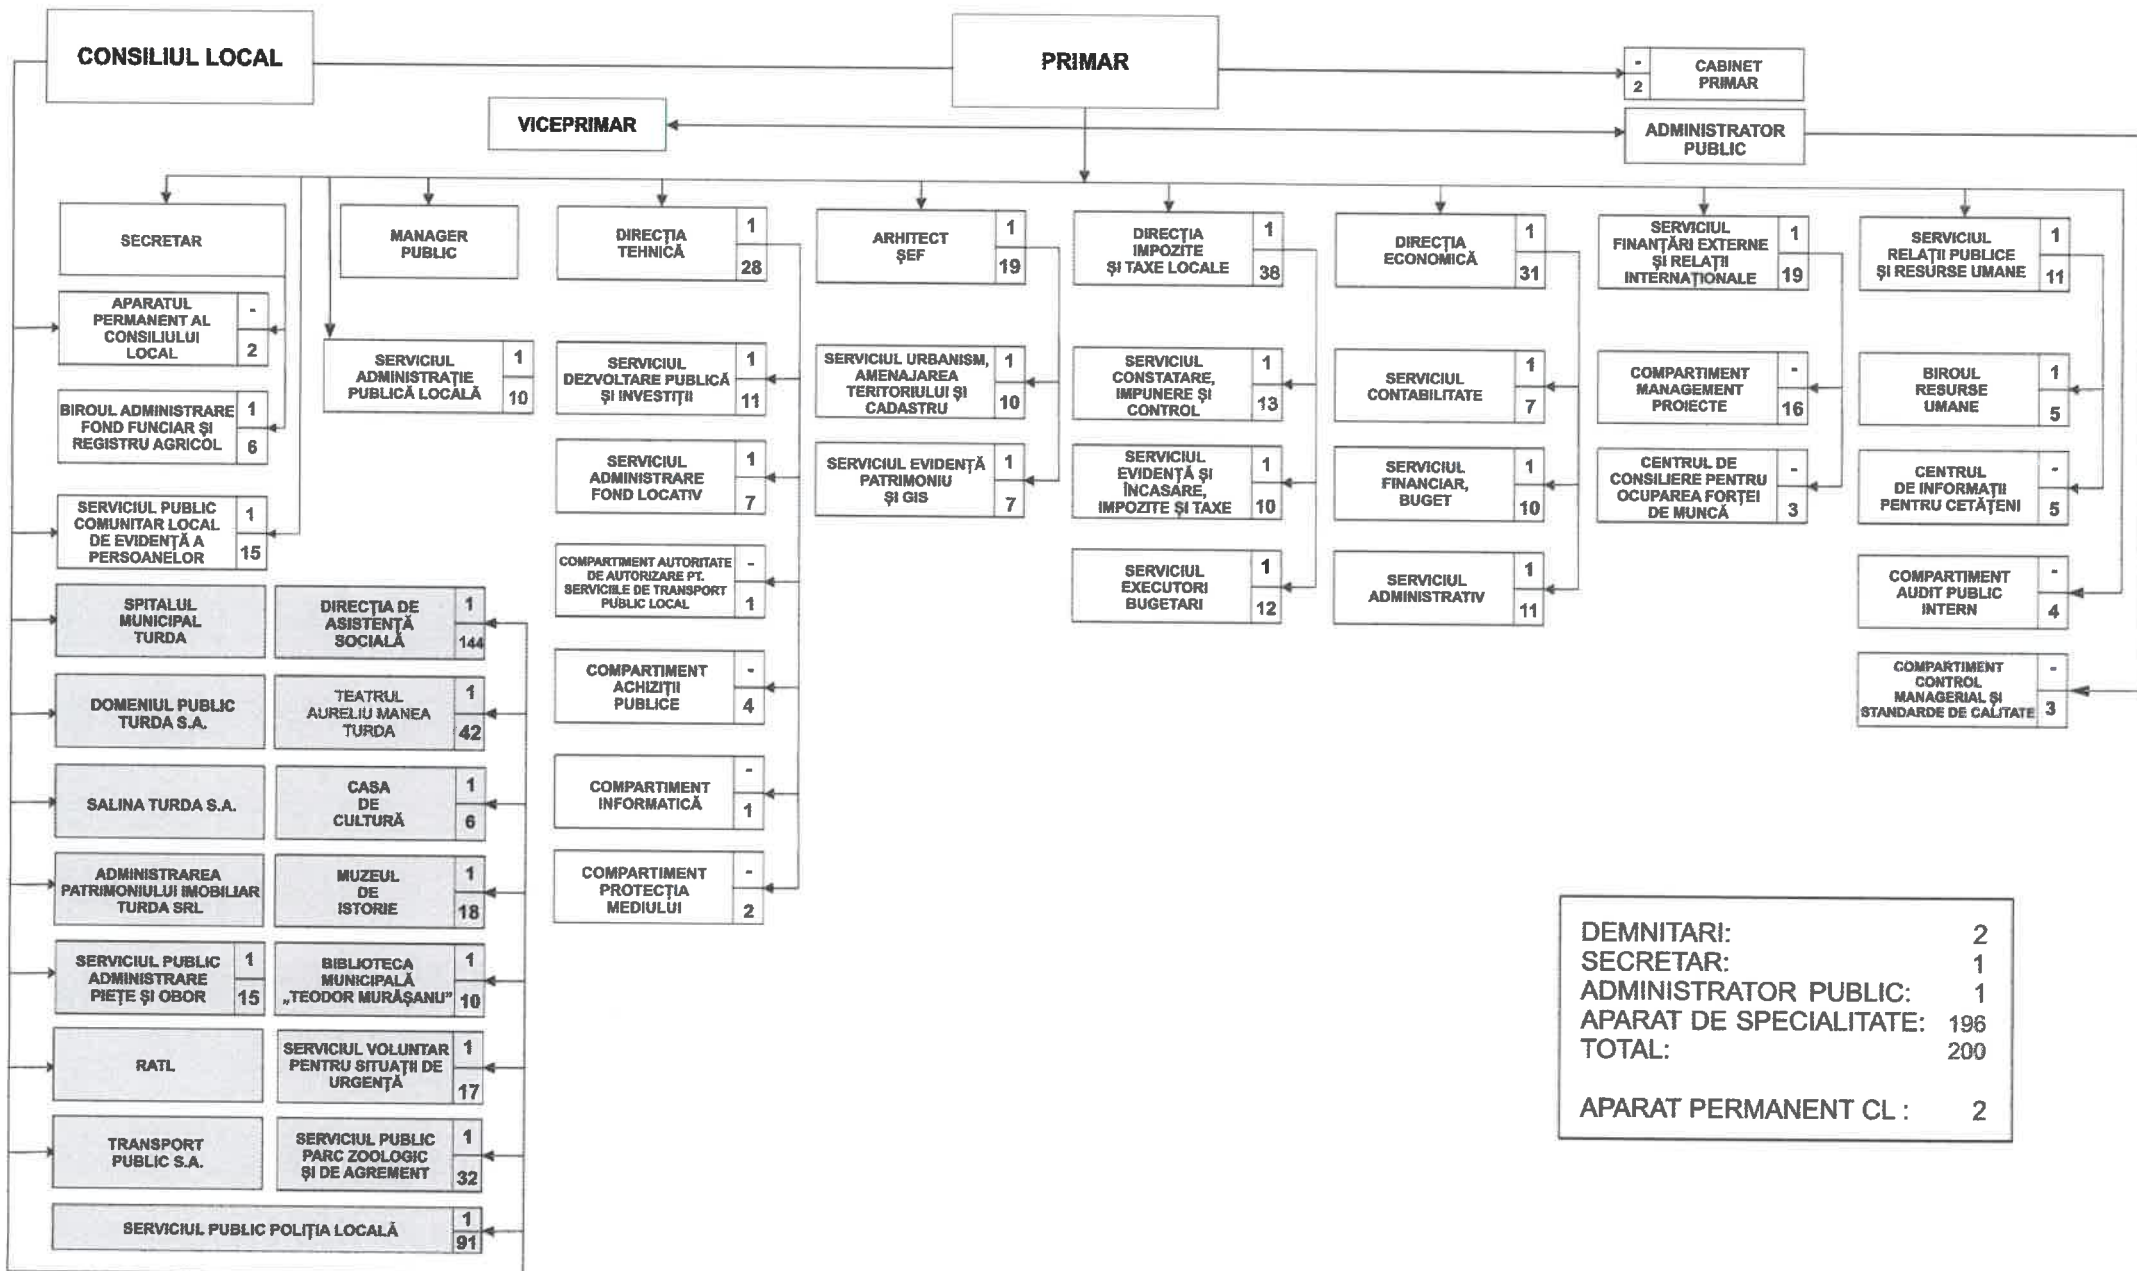 CONSILIUL LOCAL
PRIMAR
-
2
CABINET
PRIMAR
VICEPRIMAR
ADMINISTRATOR
PUBLIC
SECRETAR
MANAGER
PUBLIC
DIRECȚIA
TEHNICĂ
1
28
ARHITECT
ȘEF
1
19
DIRECȚIA
IMPOZITE
ȘI TAXE LOCALE
1
38
DIRECȚIA
ECONOMICĂ
1
31
SERVICIUL
FINANȚĂRI EXTERNE
ȘI RELAȚII
INTERNAȚIONALE
1
19
SERVICIUL
RELAȚII PUBLICE
ȘI RESURSE UMANE
1
11
APARATUL
PERMANENT AL
CONSILIULUI
LOCAL
-
2
SERVICIUL
ADMINISTRAȚIE
PUBLICĂ LOCALĂ
1
10
SERVICIUL
DEZVOLTARE PUBLICĂ
ȘI INVESTIȚII
1
11
SERVICIUL URBANISM,
AMENAJAREA
TERITORIULUI ȘI
CADASTRU
1
10
SERVICIUL
CONSTATARE,
IMPUNERE ȘI
CONTROL
1
13
SERVICIUL
CONTABILITATE
1
7
COMPARTIMENT
MANAGEMENT
PROIECTE
-
16
BIROUL
RESURSE
UMANE
1
5
BIROUL ADMINISTRARE
FOND FUNCIAR ȘI
REGISTRU AGRICOL
1
6
SERVICIUL
ADMINISTRARE
FOND LOCATIV
1
7
SERVICIUL EVIDENȚĂ
PATRIMONIU
ȘI GIS
1
7
SERVICIUL
EVIDENȚĂ ȘI
ÎNCASARE,
IMPOZITE ȘI TAXE
1
10
SERVICIUL
FINANCIAR,
BUGET
1
10
CENTRUL DE
CONSILIERE PENTRU
OCUPAREA FORȚEI
DE MUNCĂ
-
3
CENTRUL
DE INFORMAȚII
PENTRU CETĂȚENI
-
5
SERVICIUL PUBLIC
COMUNITAR LOCAL
DE EVIDENȚĂ A
PERSOANELOR
1
15
COMPARTIMENT AUTORITATE
DE AUTORIZARE PT.
SERVICIILE DE TRANSPORT
PUBLIC LOCAL
-
1
SERVICIUL
EXECUTORI
BUGETARI
1
12
SERVICIUL
ADMINISTRATIV
1
11
COMPARTIMENT
AUDIT PUBLIC
INTERN
-
4
SPITALUL
MUNICIPAL
TURDA
DIRECȚIA DE
ASISTENȚĂ
SOCIALĂ
1
144
COMPARTIMENT
ACHIZIȚII
PUBLICE
-
4
COMPARTIMENT
CONTROL
MANAGERIAL ȘI
STANDARDE DE CALITATE
-
3
DOMENIUL PUBLIC
TURDA S.A.
TEATRUL
AURELIU MANEA
TURDA
1
42
COMPARTIMENT
INFORMATICĂ
-
1
SALINA TURDA S.A.
CASA
DE
CULTURĂ
1
6
COMPARTIMENT
PROTECȚIA
MEDIULUI
-
2
ADMINISTRAREA
PATRIMONIULUI IMOBILIAR
TURDA SRL
MUZEUL
DE
ISTORIE
1
18
SERVICIUL PUBLIC
ADMINISTRARE
PIEȚE ȘI OBOR
1
15
BIBLIOTECA
MUNICIPALĂ
„TEODOR MURĂȘANU”
1
10
RATL
SERVICIUL VOLUNTAR
PENTRU SITUAȚII DE
URGENȚĂ
1
17
TRANSPORT
PUBLIC S.A.
SERVICIUL PUBLIC
PARC ZOOLOGIC
ȘI DE AGREMENT
1
32
SERVICIUL PUBLIC POLIȚIA LOCALĂ
1
91
DEMNITARI: 2
SECRETAR: 1
ADMINISTRATOR PUBLIC: 1
APARAT DE SPECIALITATE: 196
TOTAL: 200
APARAT PERMANENT CL : 2